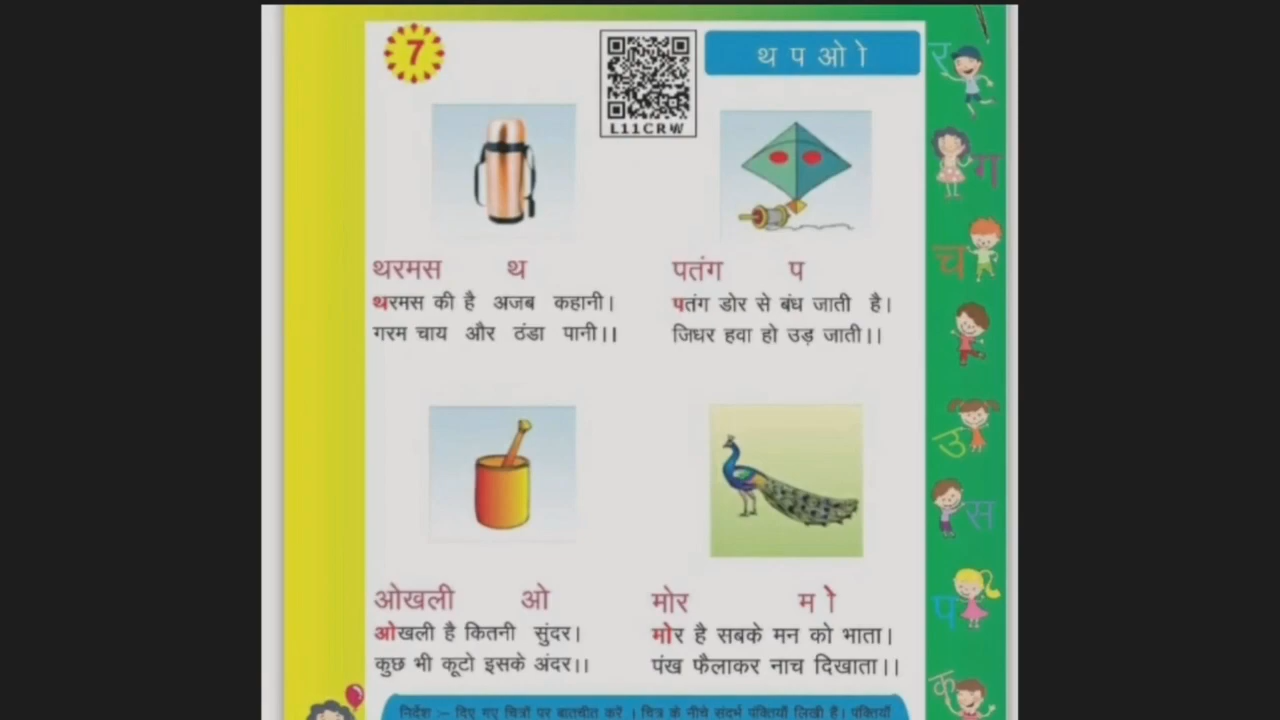 7
L11CRW
थ प ओ ो
थरमस थ
थरमस की है अजब कहानी।
गरम चाय और ठंडा पानी।।
पतंग प
पतंग डोर से बंध जाती है।
जिधर हवा हो उड़ जाती।।
ओखली ओ
ओखली है कितनी सुंदर।
कुछ भी कूटो इसके अंदर।।
मोर म ो
मोर है सबके मन को भाता।
पंख फैलाकर नाच दिखाता।।
र
ग
च
उ
स
प
क
निर्देश :– दिए गए चित्रों पर बातचीत करें । चित्र के नीचे संदर्भ पंक्तियाँ लिखी हैं। पंक्तियाँ